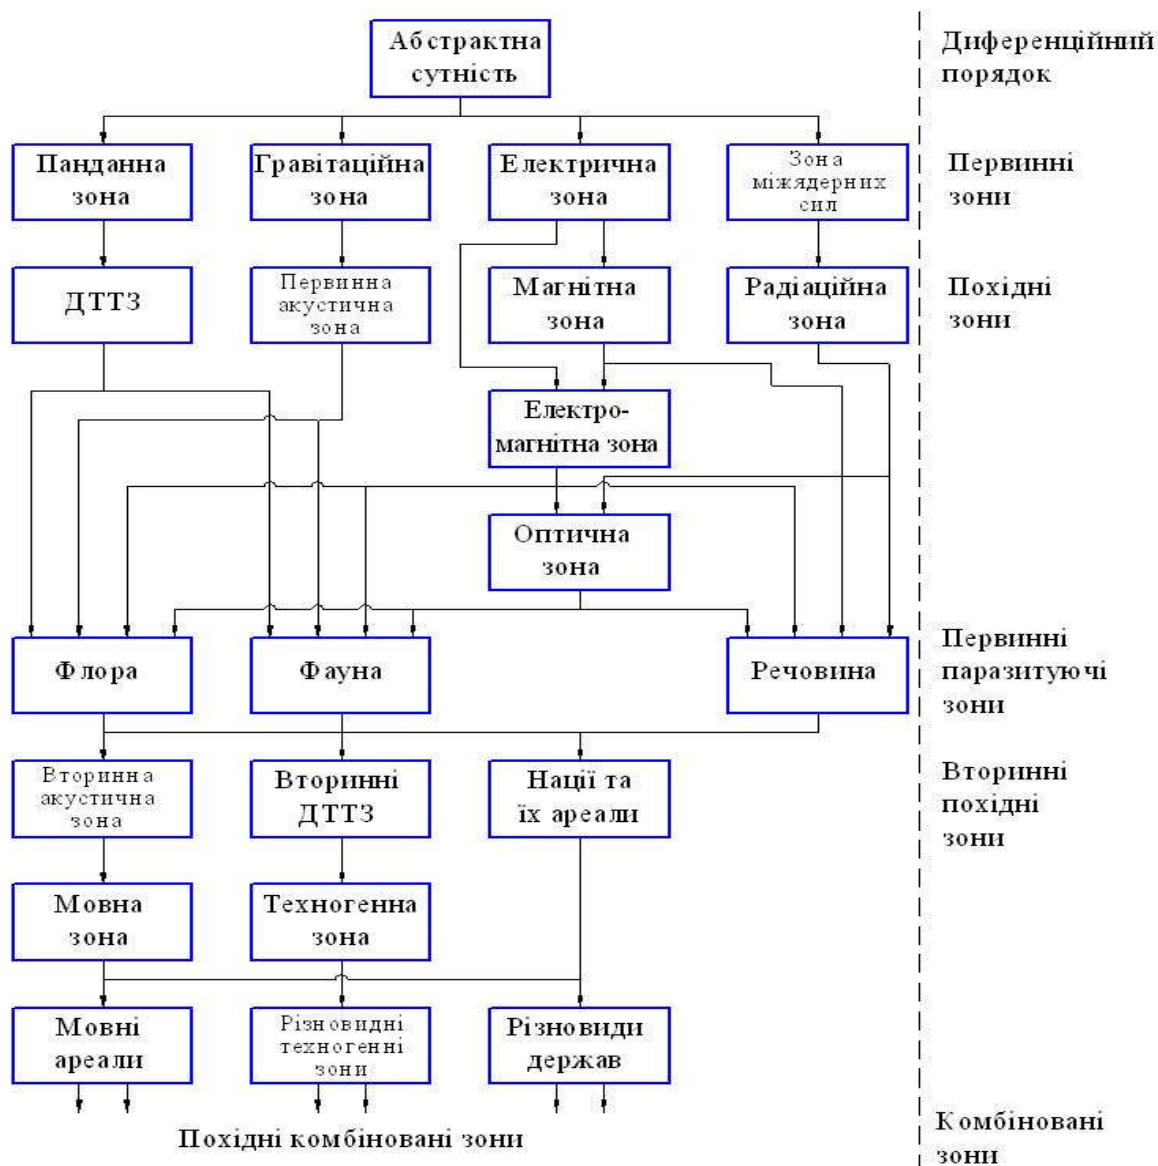 Абстрактна
сутність
Диференційний
порядок
Панданна
зона
Гравітаційна
зона
Електрична
зона
Зона
міжядерних
сил
Первинні
зони
ДТТЗ
Первинна
акустична
зона
Магнітна
зона
Радіаційна
зона
Похідні
зони
Електро-
магнітна зона
Оптична
зона
Флора
Фауна
Речовина
Первинні
паразитуючі
зони
Вторинна
акустична
зона
Вторинні
ДТТЗ
Нації та
їх ареали
Вторинні
похідні
зони
Мовна
зона
Техногенна
зона
Мовні
ареали
Різновидні
техногенні
зони
Різновиди
держав
Похідні комбіновані зони
Комбіновані
зони